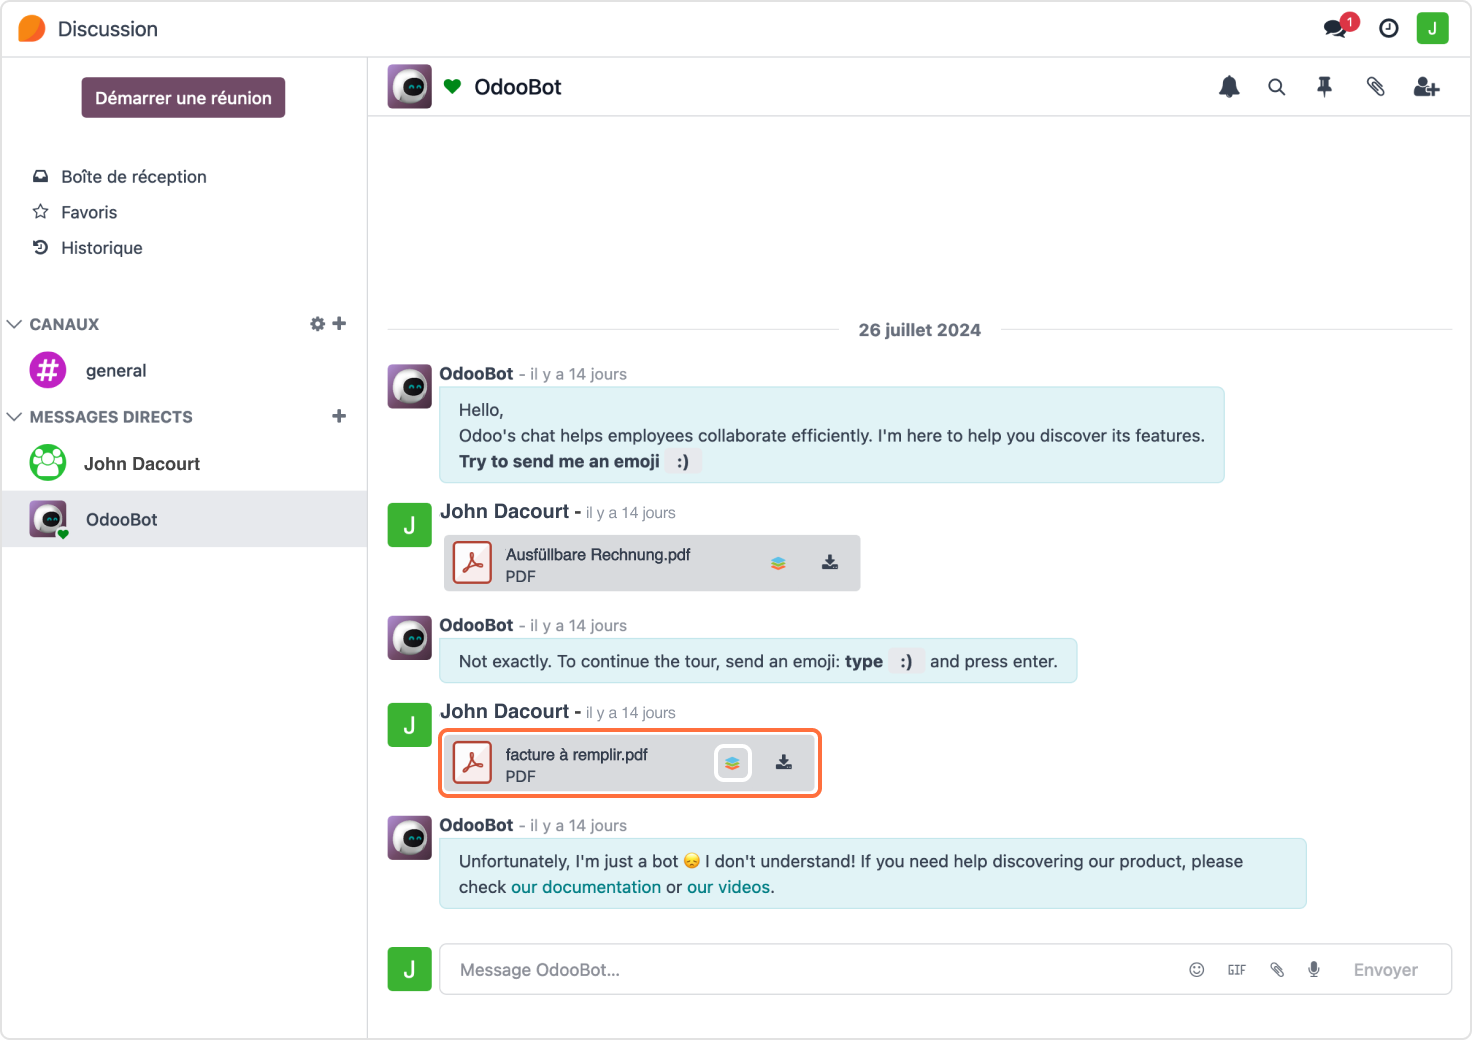 Discussion
1
J
Démarrer une réunion
OdooBot
Boîte de réception
Favoris
Historique
CANAUX
general
MESSAGES DIRECTS
John Dacourt
OdooBot
26 juillet 2024
OdooBot - il y a 14 jours
Hello,
Odoo's chat helps employees collaborate efficiently. I'm here to help you discover its features.
Try to send me an emoji :)
J
John Dacourt - il y a 14 jours
Ausfüllbare Rechnung.pdf
PDF
OdooBot - il y a 14 jours
Not exactly. To continue the tour, send an emoji: type :) and press enter.
J
John Dacourt - il y a 14 jours
facture à remplir.pdf
PDF
OdooBot - il y a 14 jours
Unfortunately, I'm just a bot 😞 I don't understand! If you need help discovering our product, please
check our documentation or our videos.
J
Message OdooBot...
GIF
Envoyer